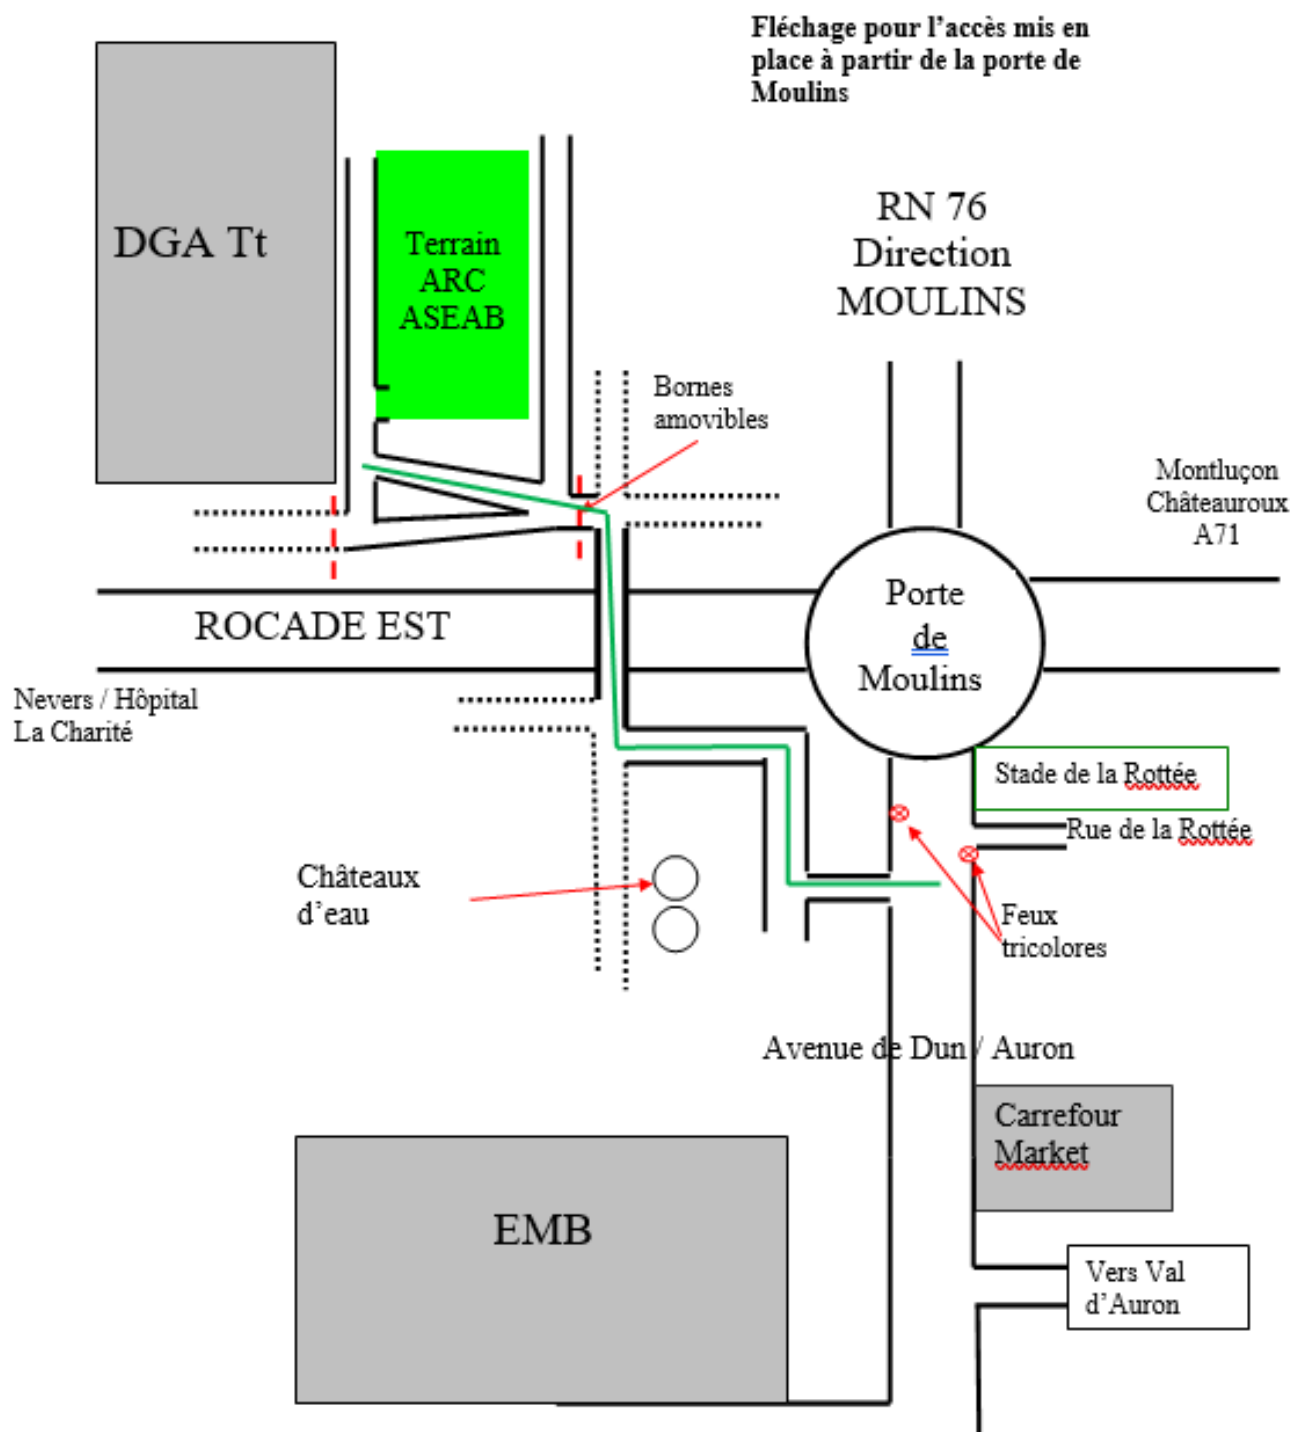 Fléchage pour l’accès mis en
place à partir de la porte de
Moulins
DGA Tt
Terrain
ARC
ASEAB
RN 76
Direction
MOULINS
Bornes
amovibles
Montluçon
Châteauroux
A71
Porte
de
Moulins
ROCADE EST
Nevers / Hôpital
La Charité
Stade de la Rottée
Rue de la Rottée
Châteaux
d’eau
Feux
tricolores
Avenue de Dun / Auron
Carrefour
Market
EMB
Vers Val
d’Auron